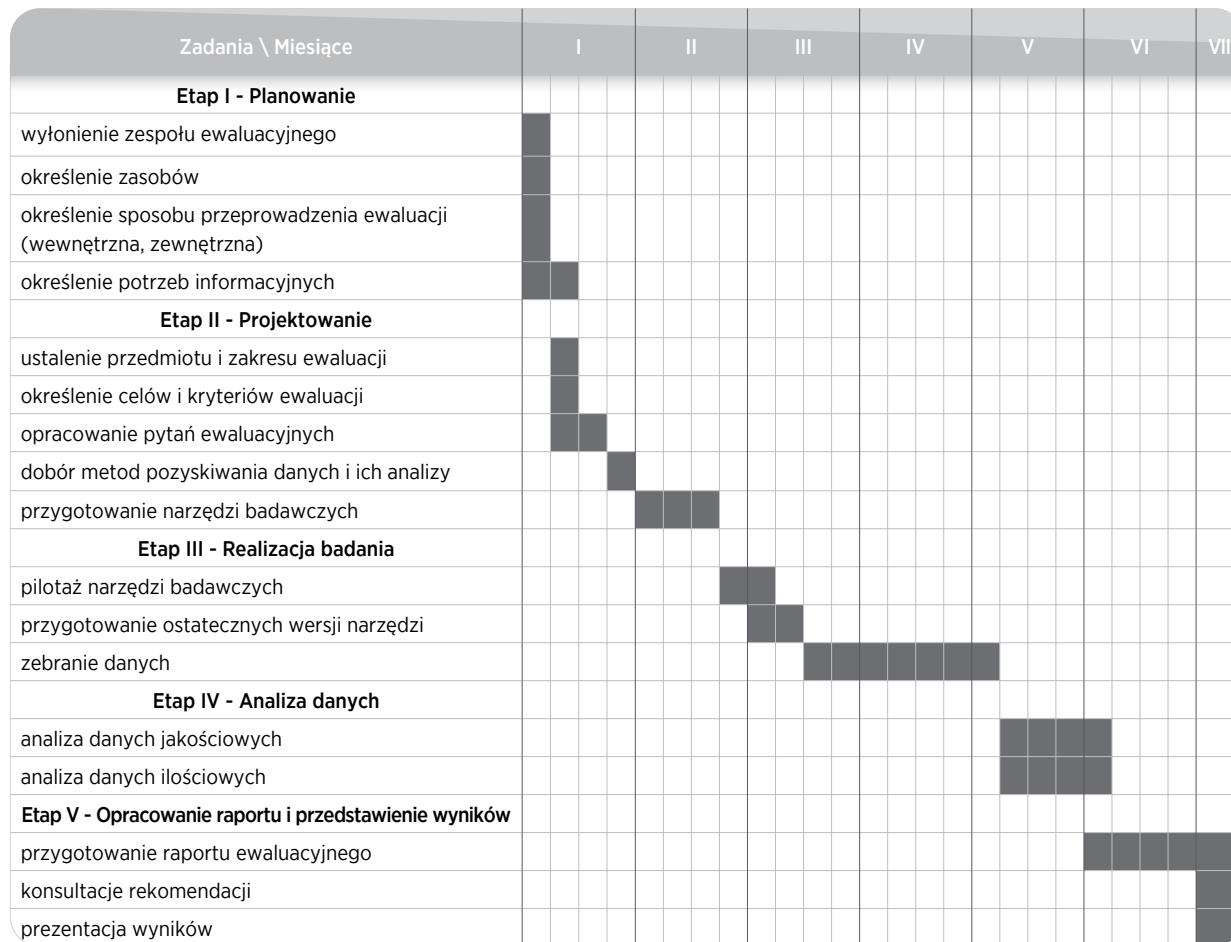 Zadania \ Miesiące I II III IV V VI VII
Etap I - Planowanie
wyłonienie zespołu ewaluacyjnego
określenie zasobów
określenie sposobu przeprowadzenia ewaluacji
(wewnętrzna, zewnętrzna)
określenie potrzeb informacyjnych
Etap II - Projektowanie
ustalenie przedmiotu i zakresu ewaluacji
określenie celów i kryteriów ewaluacji
opracowanie pytań ewaluacyjnych
dobór metod pozyskiwania danych i ich analizy
przygotowanie narzędzi badawczych
Etap III - Realizacja badania
pilotaż narzędzi badawczych
przygotowanie ostatecznych wersji narzędzi
zebranie danych
Etap IV - Analiza danych
analiza danych jakościowych
analiza danych ilościowych
Etap V - Opracowanie raportu i przedstawienie wyników
przygotowanie raportu ewaluacyjnego
konsultacje rekomendacji
prezentacja wyników